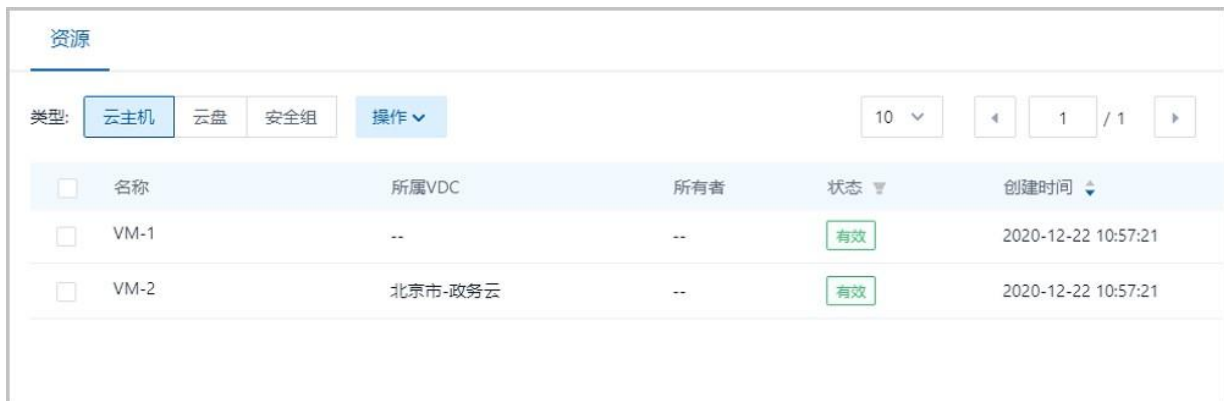 资源
类型: 云主机 云盘 安全组 操作 10 1 / 1
名称 所属VDC 所有者 状态 创建时间
VM-1 -- -- 有效 2020-12-22 10:57:21
VM-2 北京市-政务云 -- 有效 2020-12-22 10:57:21